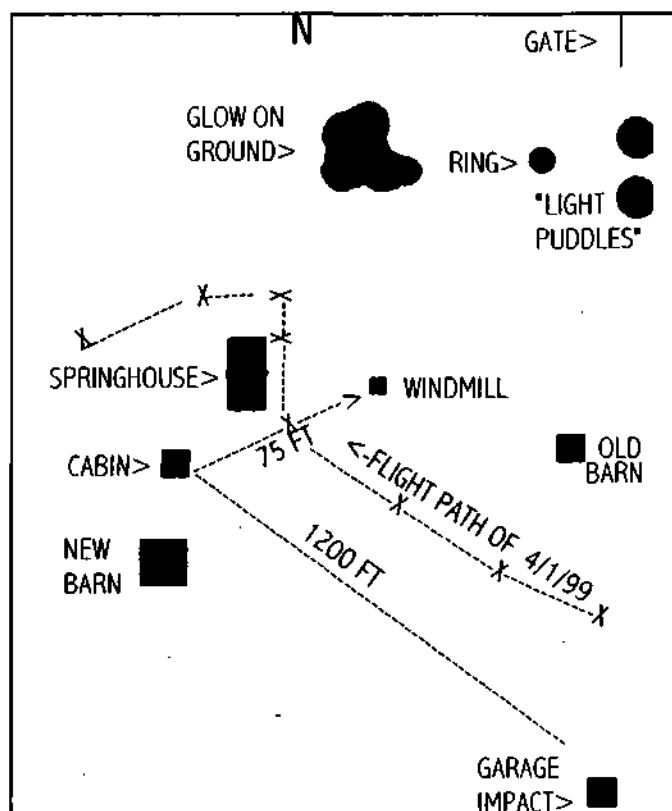 N
GATE>
GLOW ON
GROUND>
RING>
"LIGHT
PUDDLES"
X
X
X
X
SPRINGHOUSE>
WINDMILL
X
75 FT
CABIN>
OLD
BARN
<-FLIGHT PATH OF 4/1/99
X
NEW
BARN
1200 FT
X
X
GARAGE
IMPACT>